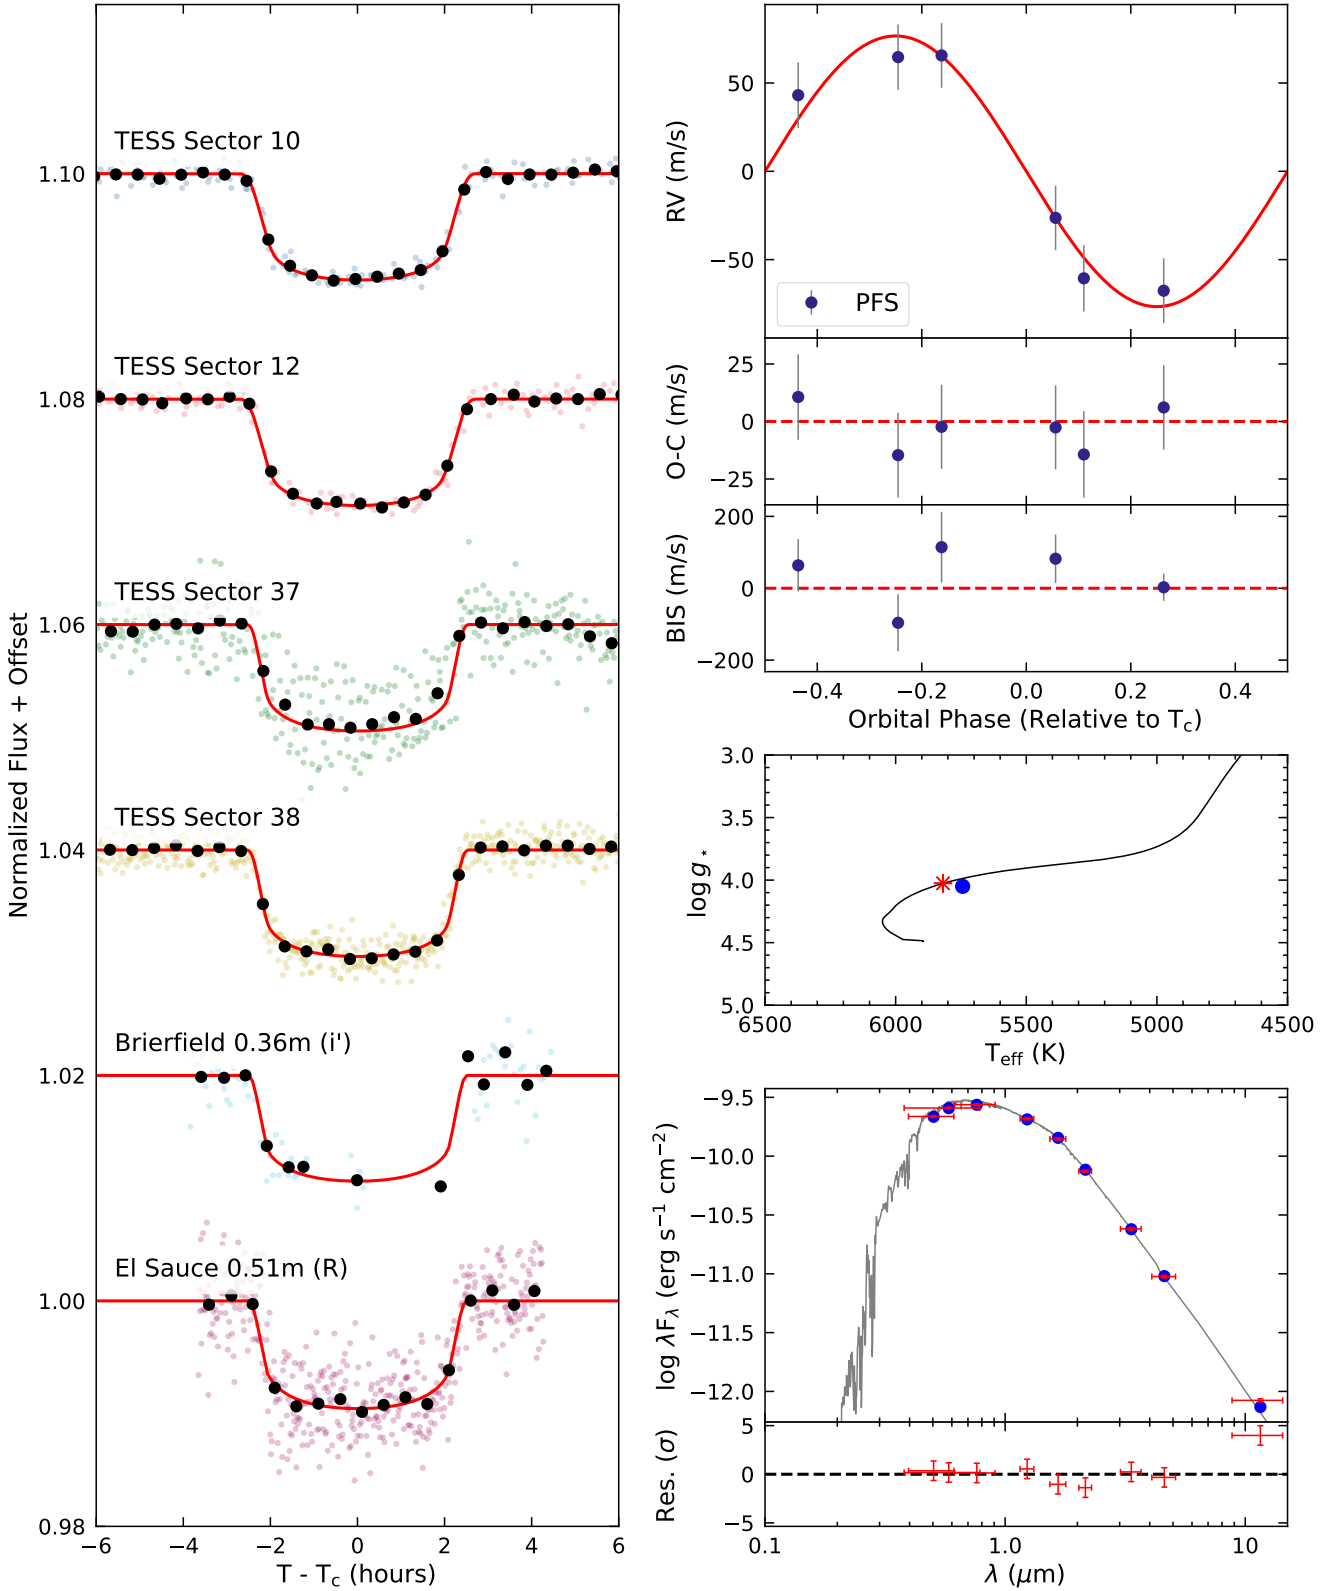 Normalized Flux + Offset
1.10
1.08
1.06
1.04
1.02
1.00
0.98
TESS Sector 10
TESS Sector 12
TESS Sector 37
TESS Sector 38
Brierfield 0.36m (i')
El Sauce 0.51m (R)
−6 −4 −2 0 2 4 6
T - Tc (hours)
RV (m/s)
50
0
−50
PFS
O-C (m/s)
25
0
−25
BIS (m/s)
200
0
−200
−0.4 −0.2 0.0 0.2 0.4
Orbital Phase (Relative to Tc)
log g⋆
3.0
3.5
4.0
4.5
5.0
6500 6000 5500 5000 4500
Teff (K)
log λFλ (erg s−1 cm−2)
−9.5
−10.0
−10.5
−11.0
−11.5
−12.0
Res. (σ)
5
0
−5
0.1 1.0 10
λ (μm)